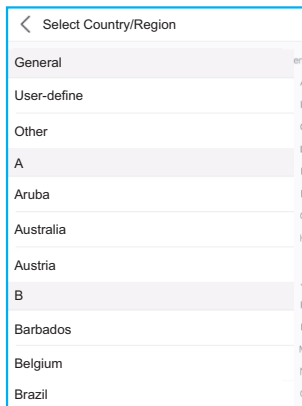 Select Country/Region
General
User-define
Other
A
Aruba
Australia
Austria
B
Barbados
Belgium
Brazil